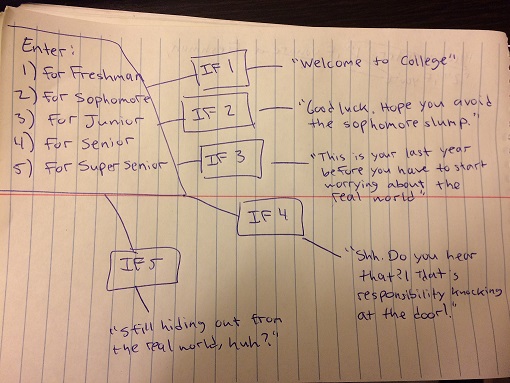 Enter:
1) for Freshman
2) for Sophomore
3) for Junior
4) for Senior
5) for Super Senior
IF 1
"Welcome to College"
IF 2
"Good luck. Hope you avoid
the sophomore slump."
IF 3
"This is your last year
before you have to start
worrying about the
real world"
IF 4
"Shh. Do you hear
that?! That's
responsibility knocking
at the door!."
IF 5
"Still hiding out from
the real world, huh?"